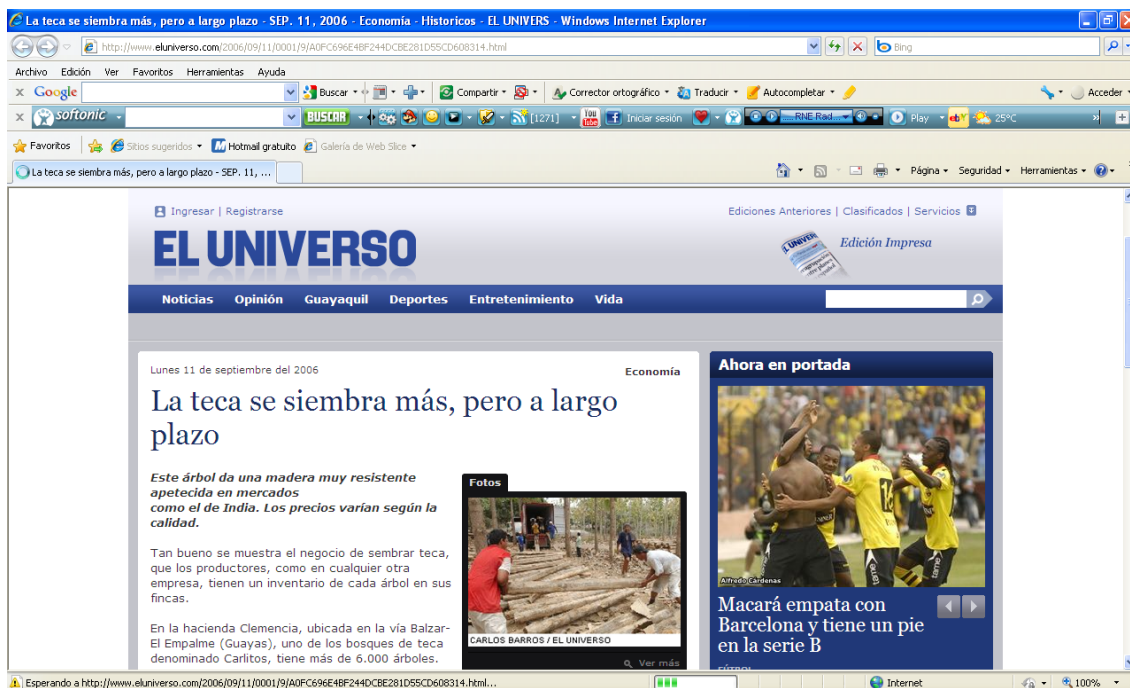 La teca se siembra más, pero a largo plazo - SEP. 11, 2006 - Economía - Historicos - EL UNIVERS - Windows Internet Explorer
http://www.eluniverso.com/2006/09/11/0001/9/A0FC696E4BF244DCBE281D55CD608314.html
Bing
Archivo Edición Ver Favoritos Herramientas Ayuda
x Google Buscar Compartir Corrector ortográfico Traducir Autocompletar Acceder
x softonic BUSCAR [1271] You Tube Iniciar sesión ....RNE Rad... Play eb 25°C »
Favoritos Sitios sugeridos Hotmail gratuito Galería de Web Slice
La teca se siembra más, pero a largo plazo - SEP. 11, ... Página Seguridad Herramientas
Ingresar | Registrarse
Ediciones Anteriores | Clasificados | Servicios
EL UNIVERSO
Edición Impresa
Noticias Opinión Guayaquil Deportes Entretenimiento Vida
Lunes 11 de septiembre del 2006
Economía
La teca se siembra más, pero a largo
plazo
Este árbol da una madera muy resistente
apetecida en mercados
como el de India. Los precios varían según la
calidad.
Tan bueno se muestra el negocio de sembrar teca,
que los productores, como en cualquier otra
empresa, tienen un inventario de cada árbol en sus
fincas.
En la hacienda Clemencia, ubicada en la vía Balzar-
El Empalme (Guayas), uno de los bosques de teca
denominado Carlitos, tiene más de 6.000 árboles.
Fotos
CARLOS BARROS / EL UNIVERSO
Ver más
Ahora en portada
Alfredo Cárdenas
Macará empata con
Barcelona y tiene un pie
en la serie B
FÚTBOL
Esperando a http://www.eluniverso.com/2006/09/11/0001/9/A0FC696E4BF244DCBE281D55CD608314.html... Internet 100%